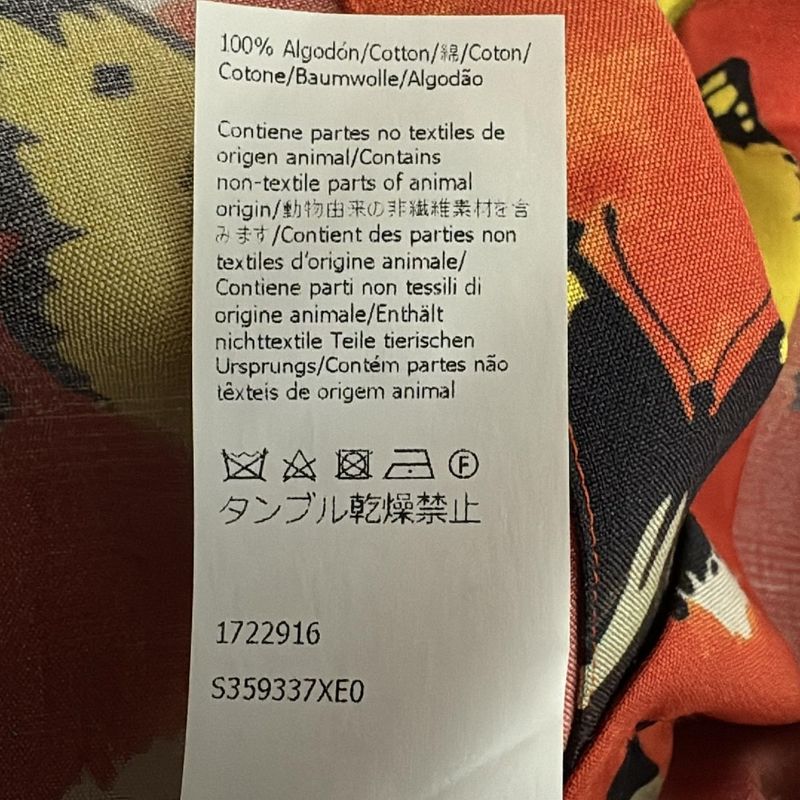 100% Algodón/Cotton/綿/Coton/
Cotone/Baumwolle/Algodão
Contiene partes no textiles de
origen animal/Contains
non-textile parts of animal
origin/動物由来の非繊維素材を含
みます/Contient des parties non
textiles d'origine animale/
Contiene parti non tessili di
origine animale/Enthält
nichttextile Teile tierischen
Ursprungs/Contém partes não
têxteis de origem animal
F
タンブル乾燥禁止
1722916
S359337XE0